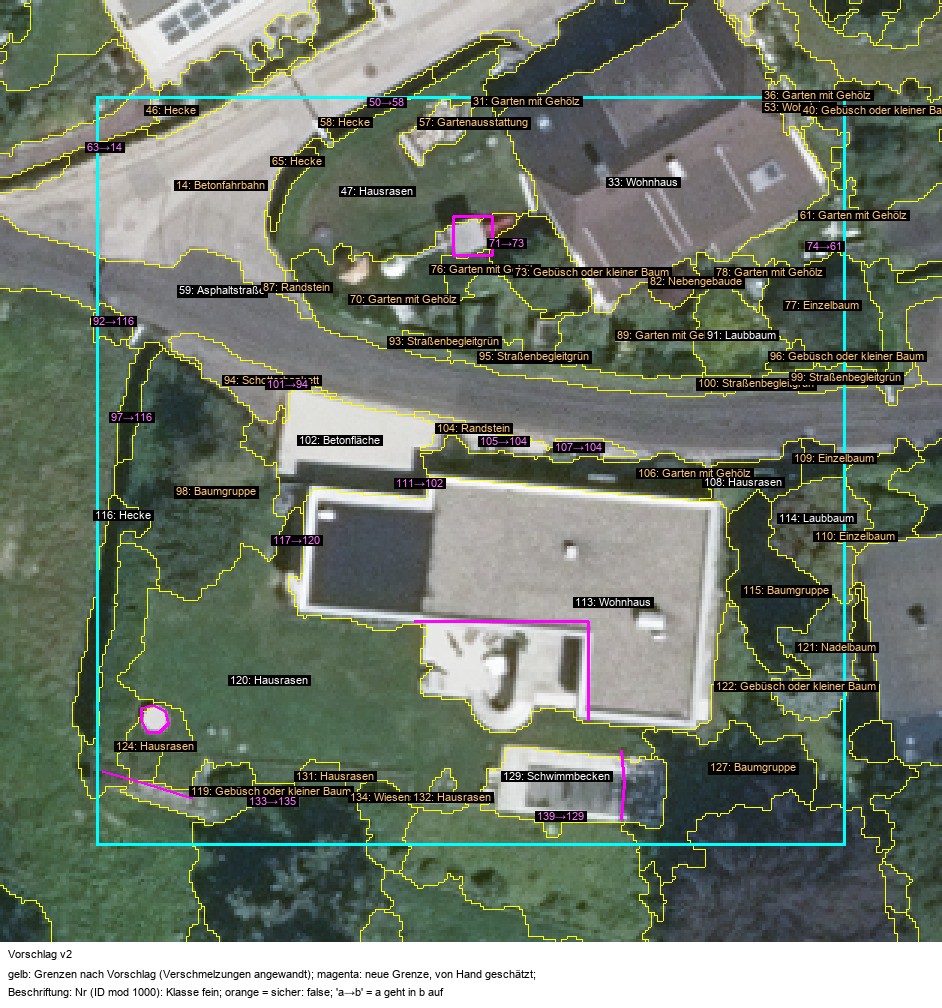 36: Garten mit Gehölz
50→58
31: Garten mit Gehölz
46: Hecke
53: Wo
40: Gebüsch oder kleiner Ba
58: Hecke
57: Gartenausstattung
63→14
65: Hecke
14: Betonfahrbahn
47: Hausrasen
33: Wohnhaus
61: Garten mit Gehölz
71→73
74→61
76: Garten mit Ge
73: Gebüsch oder kleiner Baum
78: Garten mit Gehölz
82: Nebengebäude
59: Asphaltstraße
87: Randstein
70: Garten mit Gehölz
77: Einzelbaum
92→116
93: Straßenbegleitgrün
89: Garten mit Ge
91: Laubbaum
95: Straßenbegleitgrün
96: Gebüsch oder kleiner Baum
94: Schotterbankett
101→94
100: Straßenbegleitgrün
99: Straßenbegleitgrün
97→116
104: Randstein
102: Betonfläche
105→104
107→104
109: Einzelbaum
106: Garten mit Gehölz
111→102
108: Hausrasen
98: Baumgruppe
116: Hecke
114: Laubbaum
117→120
110: Einzelbaum
115: Baumgruppe
113: Wohnhaus
121: Nadelbaum
120: Hausrasen
122: Gebüsch oder kleiner Baum
124: Hausrasen
131: Hausrasen
129: Schwimmbecken
127: Baumgruppe
119: Gebüsch oder kleiner Baum
134: Wiesen
132: Hausrasen
133→135
139→129
Vorschlag v2
gelb: Grenzen nach Vorschlag (Verschmelzungen angewandt); magenta: neue Grenze, von Hand geschätzt;
Beschriftung: Nr (ID mod 1000): Klasse fein; orange = sicher: false; 'a→b' = a geht in b auf